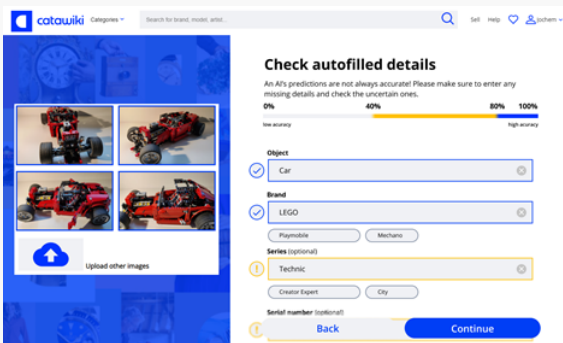 catawiki Categories Search for brand, model, artist... Sell Help Jochem
Check autofilled details
An AI's predictions are not always accurate! Please make sure to enter any
missing details and check the uncertain ones.
0% 40% 80% 100%
low acuracy high acuracy
Object
Car
Brand
LEGO
Playmobile Mechano
Series (optional)
! Technic
Creator Expert City
Serial number (optional)
!
Upload other images
Back Continue